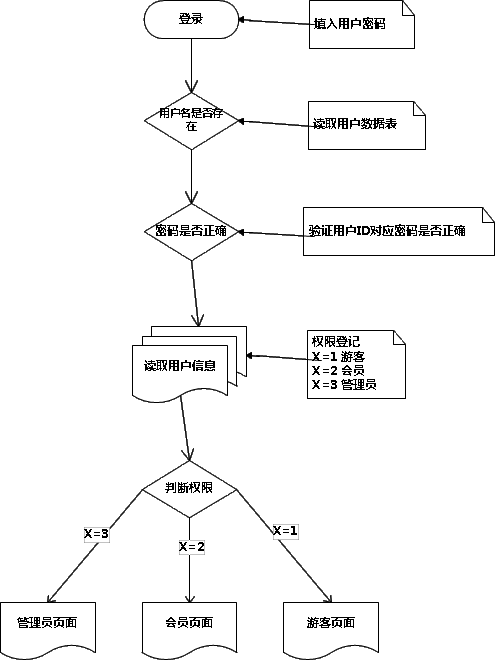 登录
填入用户密码
用户名是否存
在
读取用户数据表
密码是否正确
验证用户ID对应密码是否正确
读取用户信息
权限登记
X=1 游客
X=2 会员
X=3 管理员
判断权限
X=3
X=2
X=1
管理员页面
会员页面
游客页面